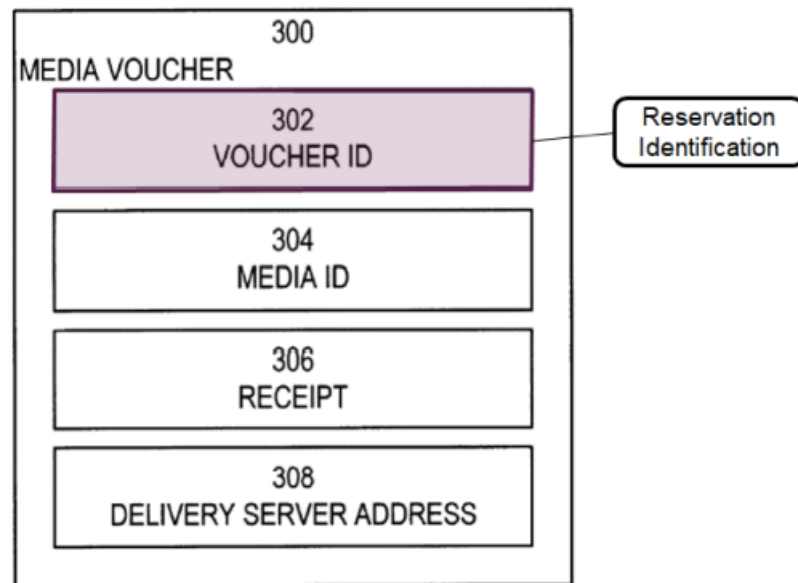 300
MEDIA VOUCHER
302
VOUCHER ID
Reservation
Identification
304
MEDIA ID
306
RECEIPT
308
DELIVERY SERVER ADDRESS